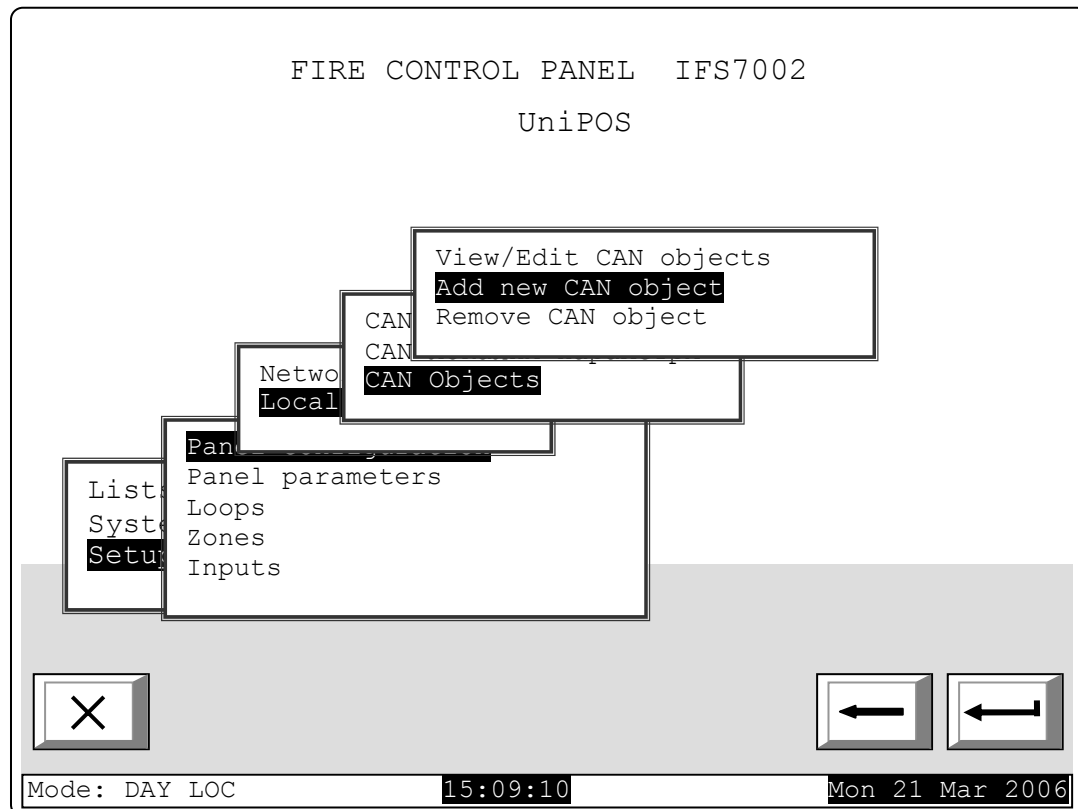 FIRE CONTROL PANEL IFS7002
UniPOS
View/Edit CAN objects
Add new CAN object
Remove CAN object
CAN
CAN
CAN Objects
Netwo
Local
Panel
Panel parameters
Loops
Zones
Inputs
Lists
Syste
Setup
Mode: DAY LOC 15:09:10 Mon 21 Mar 2006